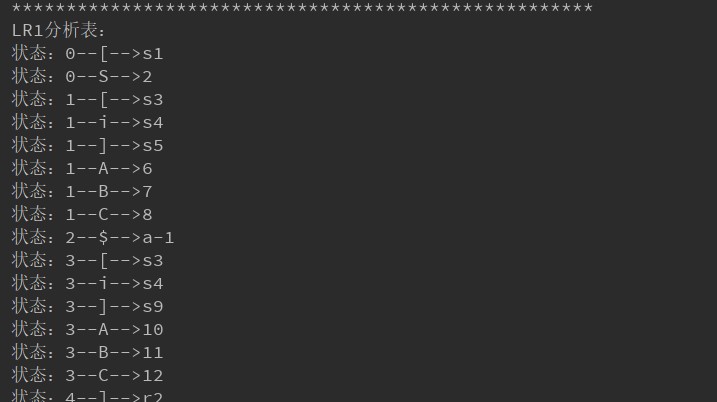 *****************************************************
LR1分析表:
状态: 0--[-->s1
状态: 0--S-->2
状态: 1--[-->s3
状态: 1--i-->s4
状态: 1--]-->s5
状态: 1--A-->6
状态: 1--B-->7
状态: 1--C-->8
状态: 2--$-->a-1
状态: 3--[-->s3
状态: 3--i-->s4
状态: 3--]-->s9
状态: 3--A-->10
状态: 3--B-->11
状态: 3--C-->12
状态: 4--]-->r2